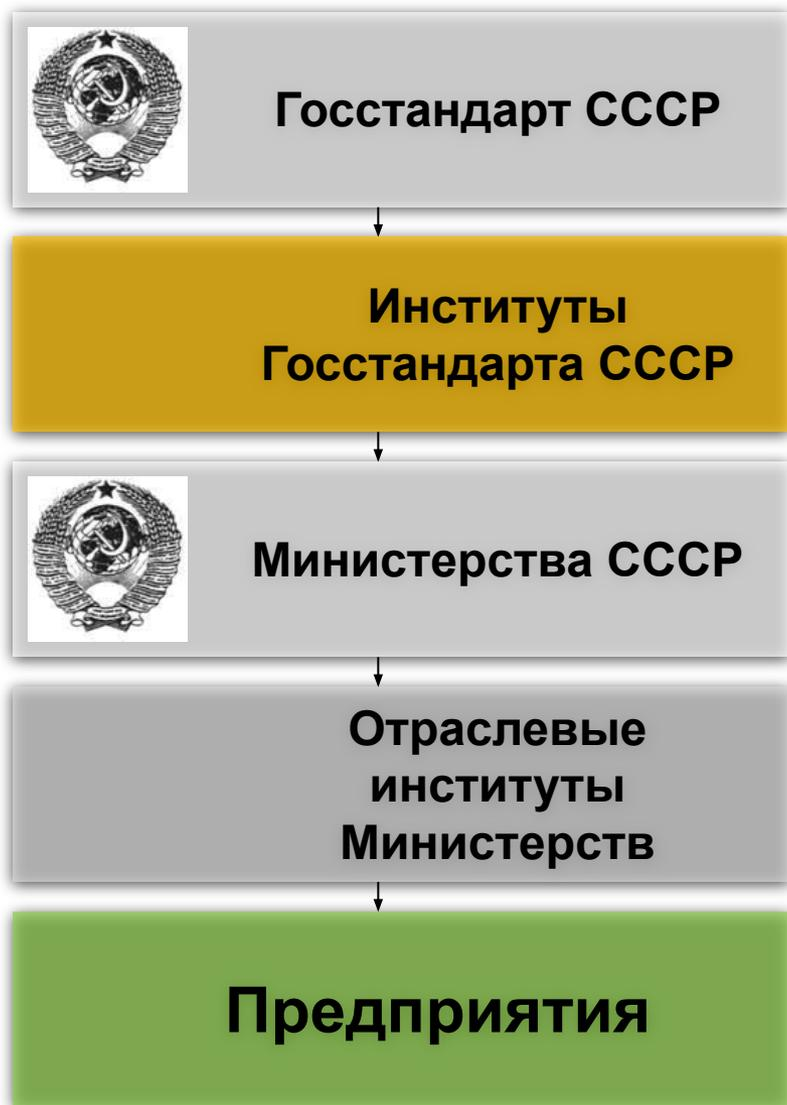 Госстандарт СССР
Институты
Госстандарта СССР
Министерства СССР
Отраслевые
институты
Министерств
Предприятия